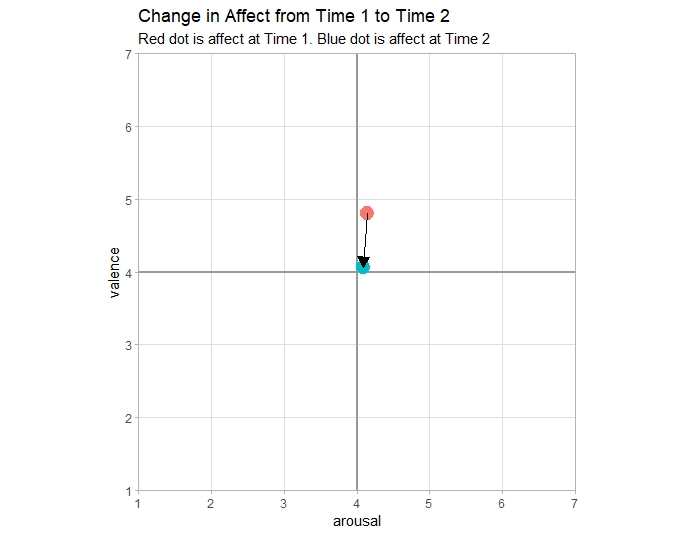 Change in Affect from Time 1 to Time 2
Red dot is affect at Time 1. Blue dot is affect at Time 2
7
6
5
4
3
2
1
valence
1 2 3 4 5 6 7
arousal